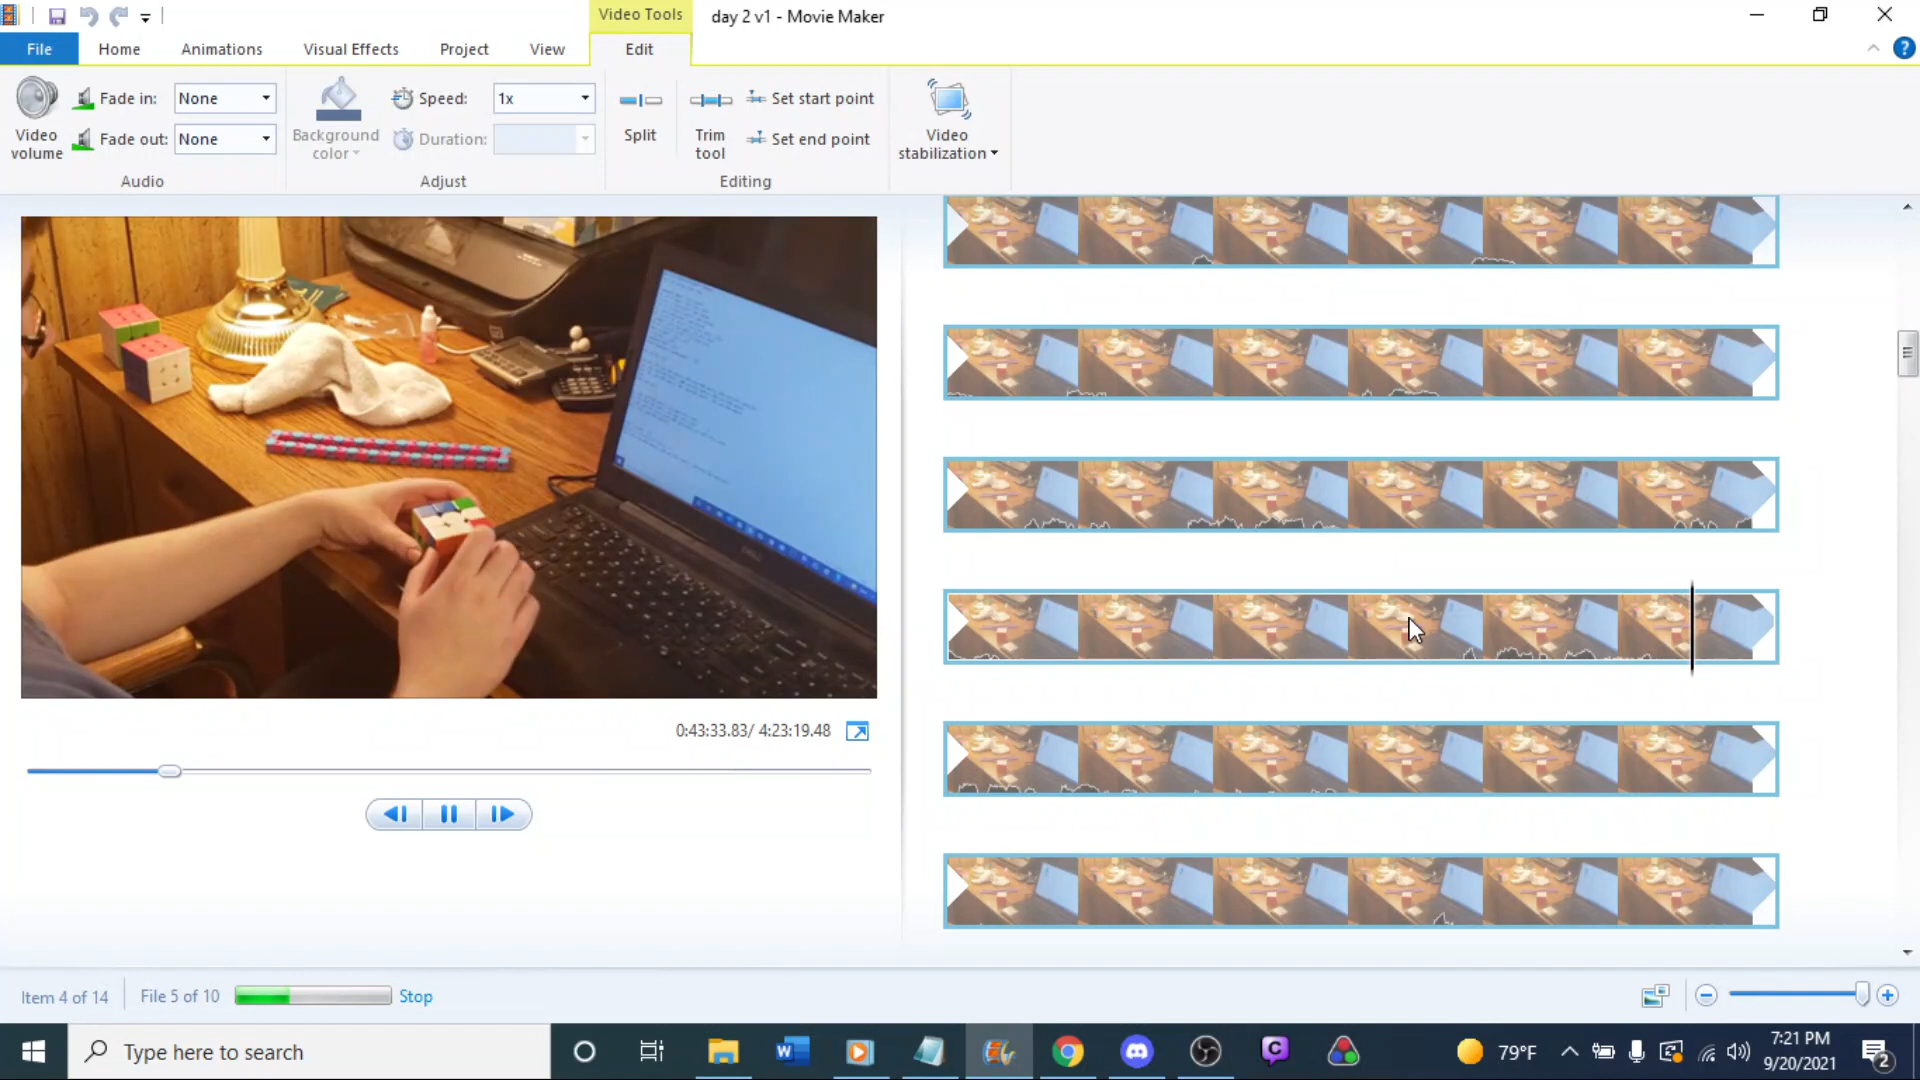 Video Tools
day 2 v1 - Movie Maker
File
Home
Animations
Visual Effects
Project
View
Edit
Video volume
Fade in:
None
Fade out:
None
Audio
Background color
Speed:
1x
Duration:
Adjust
Split
Trim tool
Set start point
Set end point
Editing
Video stabilization
0:43:33.83/ 4:23:19.48
Item 4 of 14
File 5 of 10
Stop
Type here to search
79°F
7:21 PM
9/20/2021
2